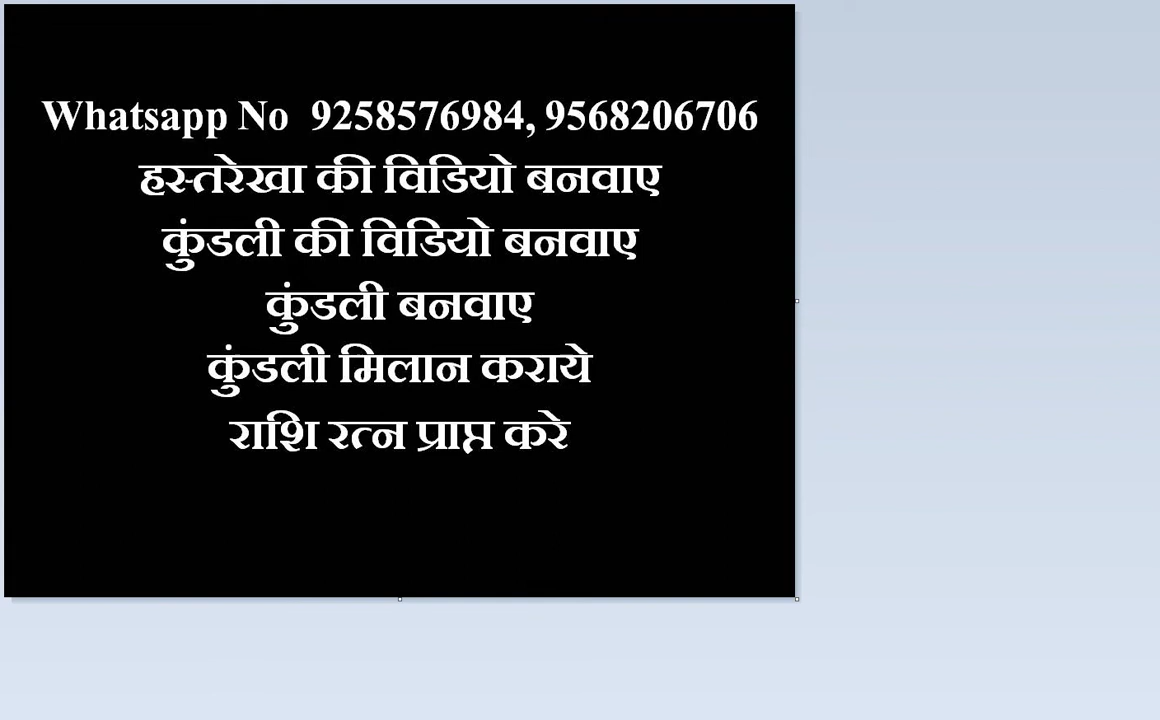 Whatsapp No 9258576984, 9568206706
हस्तरेखा की विडियो बनवाए
कुंडली की विडियो बनवाए
कुंडली बनवाए
कुंडली मिलान कराये
राशि रत्न प्राप्त करे